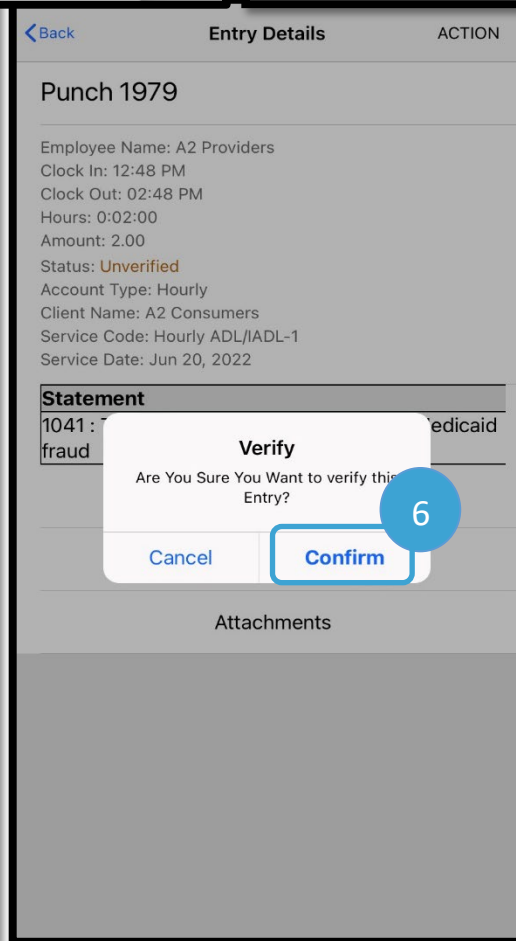 Back Entry Details ACTION
Punch 1979
Employee Name: A2 Providers
Clock In: 12:48 PM
Clock Out: 02:48 PM
Hours: 0:02:00
Amount: 2.00
Status: Unverified
Account Type: Hourly
Client Name: A2 Consumers
Service Code: Hourly ADL/IADL-1
Service Date: Jun 20, 2022
Statement
1041 :
fraud
Verify
Are You Sure You Want to verify this
Entry?
6
Cancel Confirm
Attachments